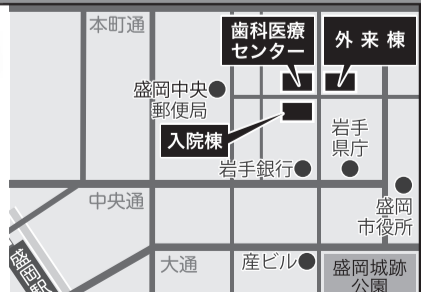 本町通
歯科医療
センター
外来棟
盛岡中央
郵便局
入院棟
岩手
県庁
岩手銀行
中央通
盛岡
市役所
盛岡駅
大通
産ビル
盛岡城跡
公園